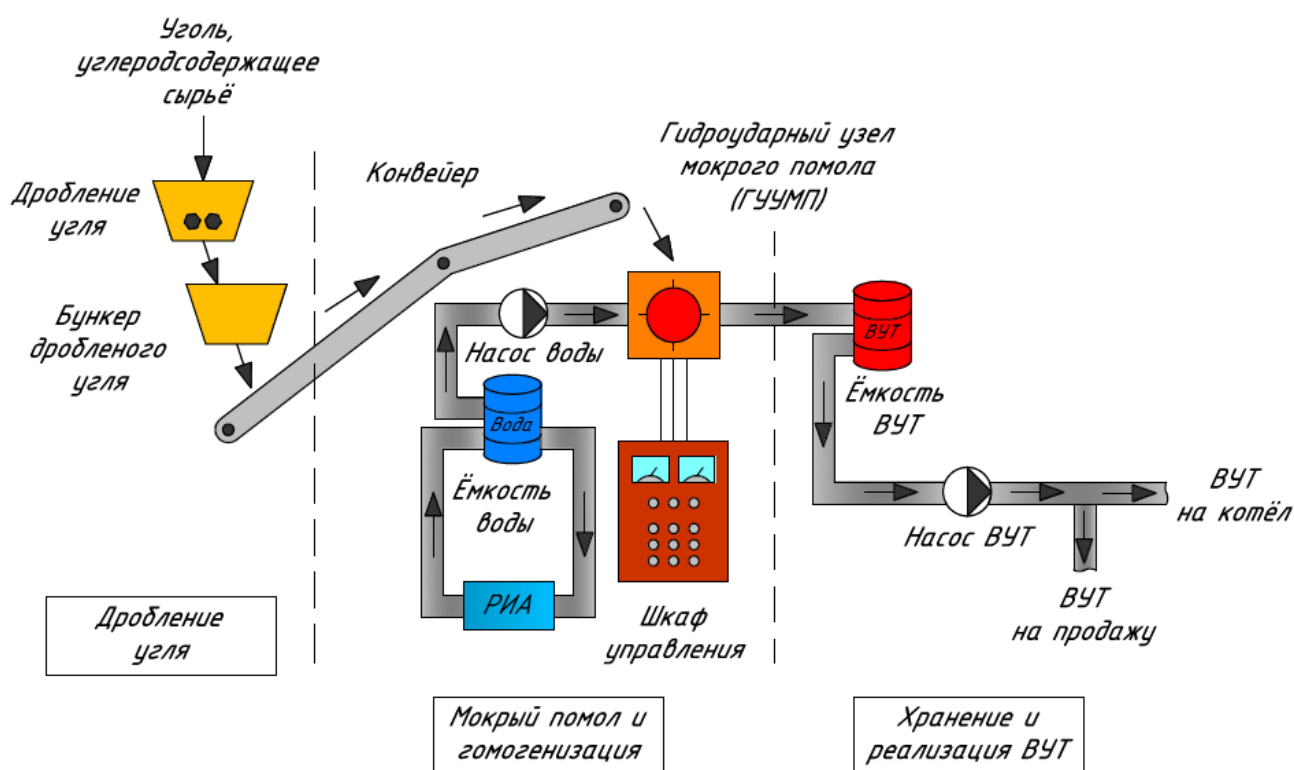 Уголь,
углеродсодержащее
сырьё
Дробление
угля
Бункер
дробленого
угля
Конвейер
Гидроударный узел
мокрого помола
(ГУУМП)
Насос воды
Вода
Ёмкость
воды
РИА
Шкаф
управления
ВУТ
Ёмкость
ВУТ
Насос ВУТ
ВУТ
на котёл
ВУТ
на продажу
Дробление
угля
Мокрый помол и
гомогенизация
Хранение и
реализация ВУТ